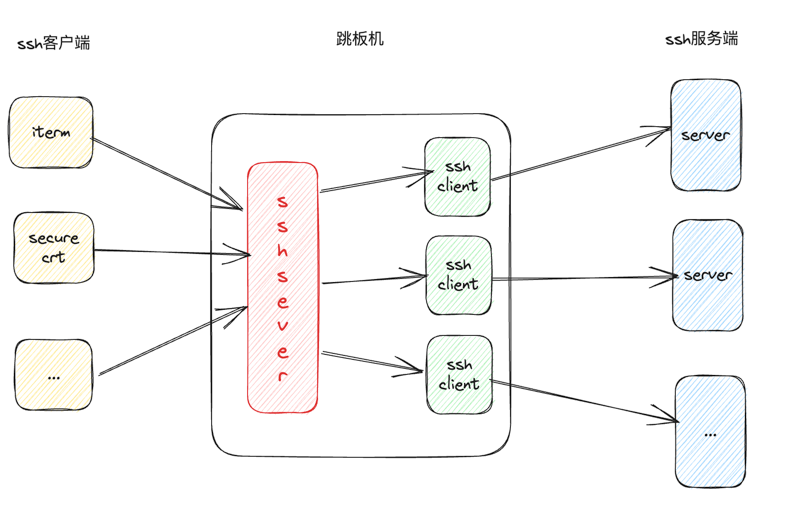 ssh客户端
跳板机
ssh服务端
iterm
secure
crt
...
s
s
h
s
e
v
e
r
ssh
client
ssh
client
ssh
client
server
server
...